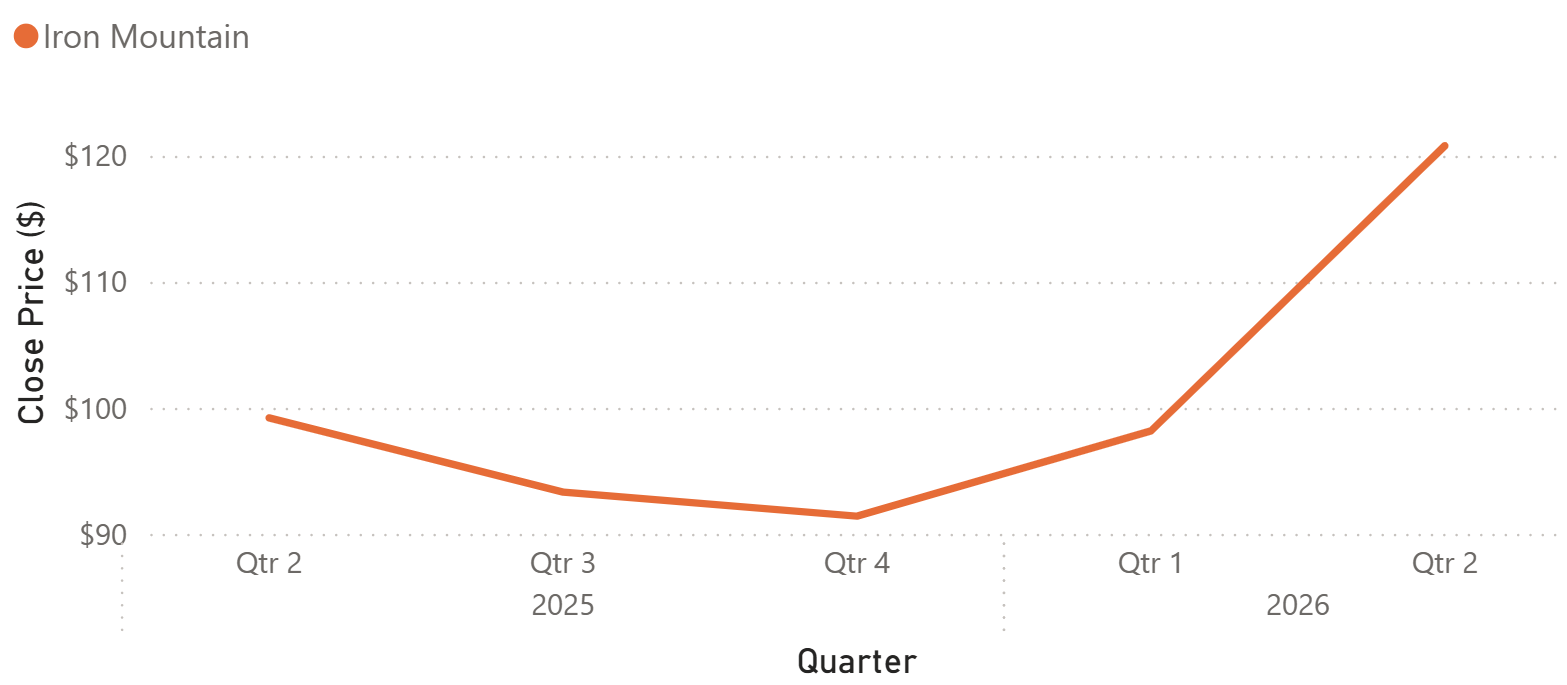 Iron Mountain
Close Price ($)
$120
$110
$100
$90
Qtr 2 Qtr 3 Qtr 4 Qtr 1 Qtr 2
2025 2026
Quarter